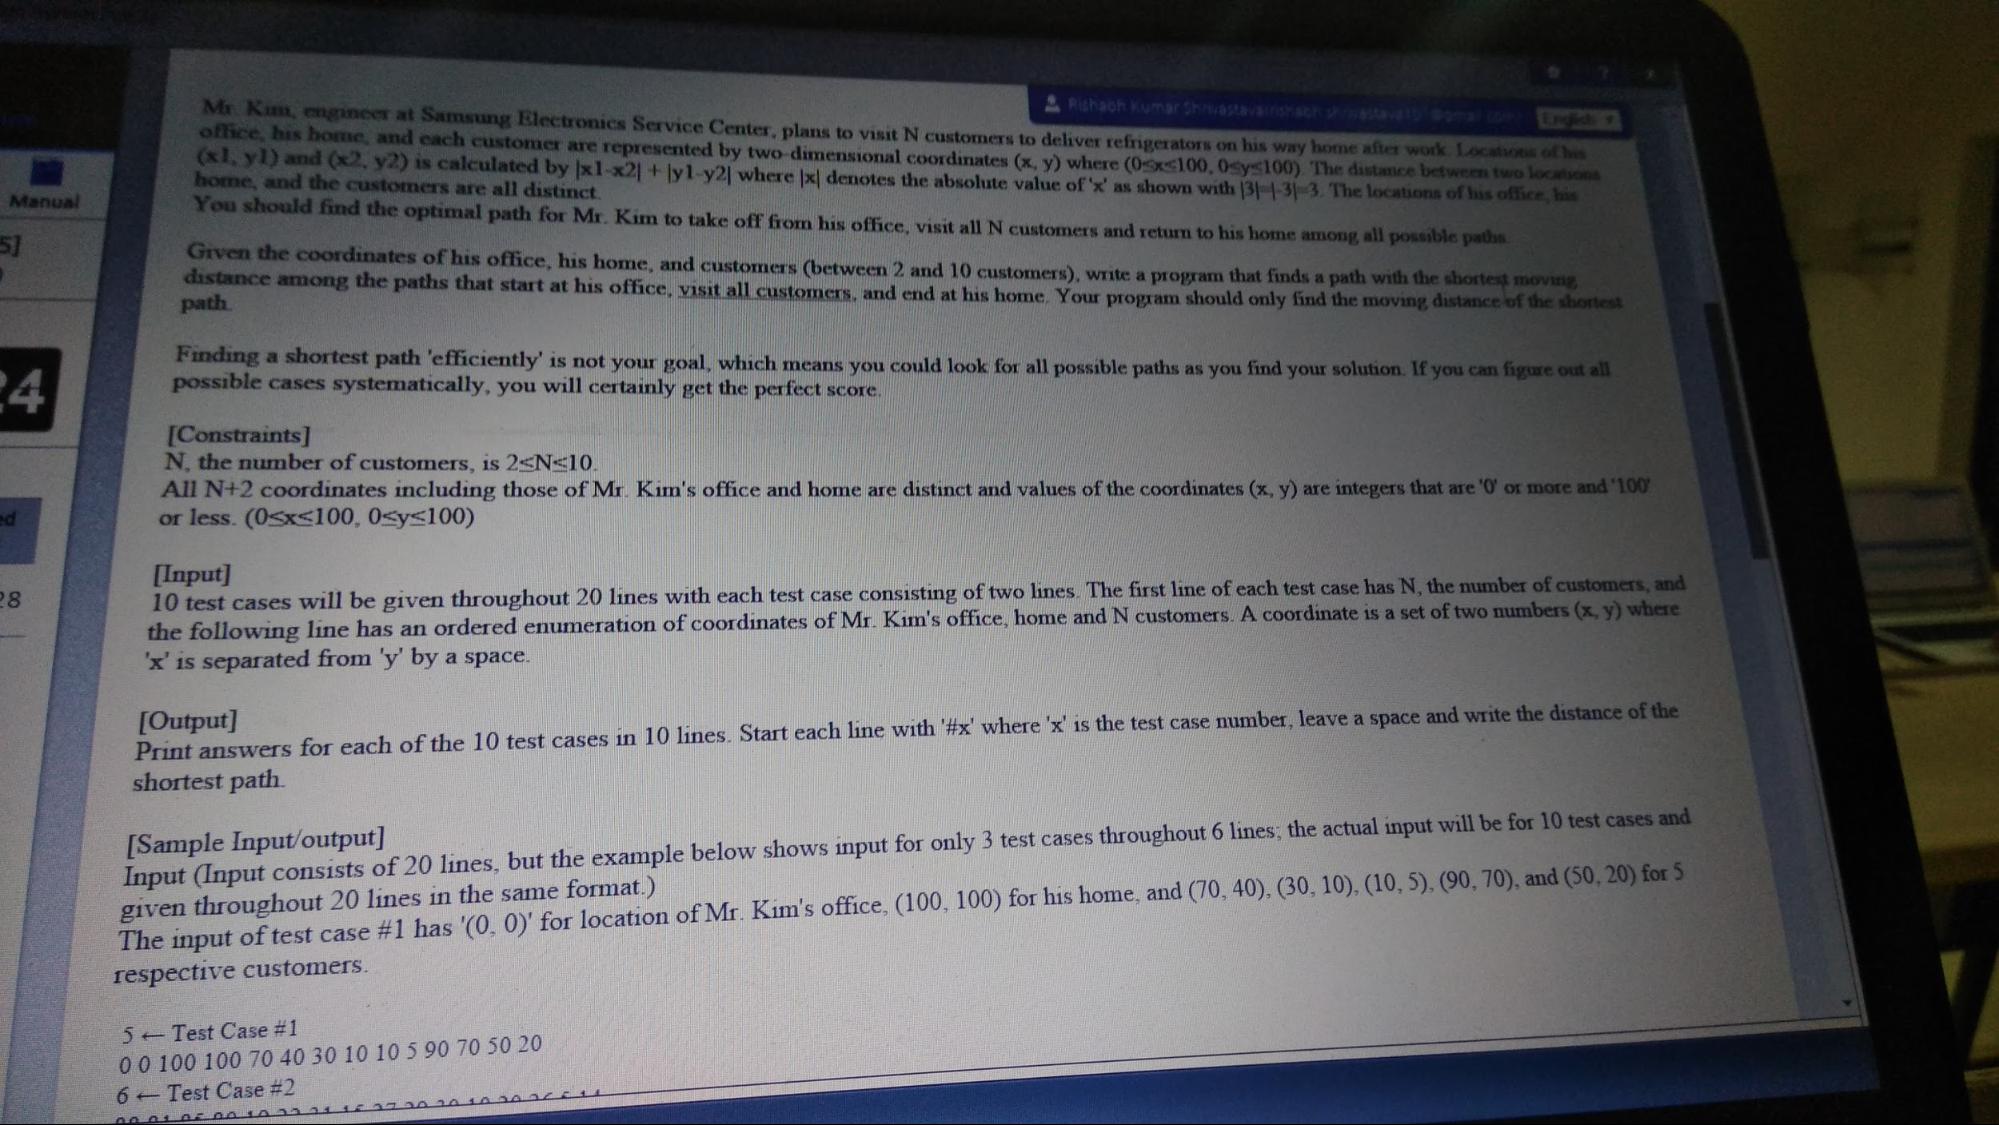 Rishabh Kumar Shrivastava
English
Manual
5]
24
ed
28
Mr. Kim, engineer at Samsung Electronics Service Center, plans to visit N customers to deliver refrigerators on his way home after work. Locations of his
office, his home, and each customer are represented by two-dimensional coordinates (x, y) where (0≤x≤100, 0≤y≤100). The distance between two locations
(x1, y1) and (x2, y2) is calculated by |x1-x2| + |y1-y2| where |x| denotes the absolute value of 'x' as shown with |3|=|-3|=3. The locations of his office, his
home, and the customers are all distinct.
You should find the optimal path for Mr. Kim to take off from his office, visit all N customers and return to his home among all possible paths.
Given the coordinates of his office, his home, and customers (between 2 and 10 customers), write a program that finds a path with the shortest moving
distance among the paths that start at his office, visit all customers, and end at his home. Your program should only find the moving distance of the shortest
path.
Finding a shortest path 'efficiently' is not your goal, which means you could look for all possible paths as you find your solution. If you can figure out all
possible cases systematically, you will certainly get the perfect score.
[Constraints]
N, the number of customers, is 2≤N≤10.
All N+2 coordinates including those of Mr. Kim's office and home are distinct and values of the coordinates (x, y) are integers that are '0' or more and '100'
or less. (0≤x≤100, 0≤y≤100)
[Input]
10 test cases will be given throughout 20 lines with each test case consisting of two lines. The first line of each test case has N, the number of customers, and
the following line has an ordered enumeration of coordinates of Mr. Kim's office, home and N customers. A coordinate is a set of two numbers (x, y) where
'x' is separated from 'y' by a space.
[Output]
Print answers for each of the 10 test cases in 10 lines. Start each line with '#x' where 'x' is the test case number, leave a space and write the distance of the
shortest path.
[Sample Input/output]
Input (Input consists of 20 lines, but the example below shows input for only 3 test cases throughout 6 lines; the actual input will be for 10 test cases and
given throughout 20 lines in the same format.)
The input of test case #1 has '(0, 0)' for location of Mr. Kim's office, (100, 100) for his home, and (70, 40), (30, 10), (10, 5), (90, 70), and (50, 20) for 5
respective customers.
5 ← Test Case #1
0 0 100 100 70 40 30 10 10 5 90 70 50 20
6 ← Test Case #2